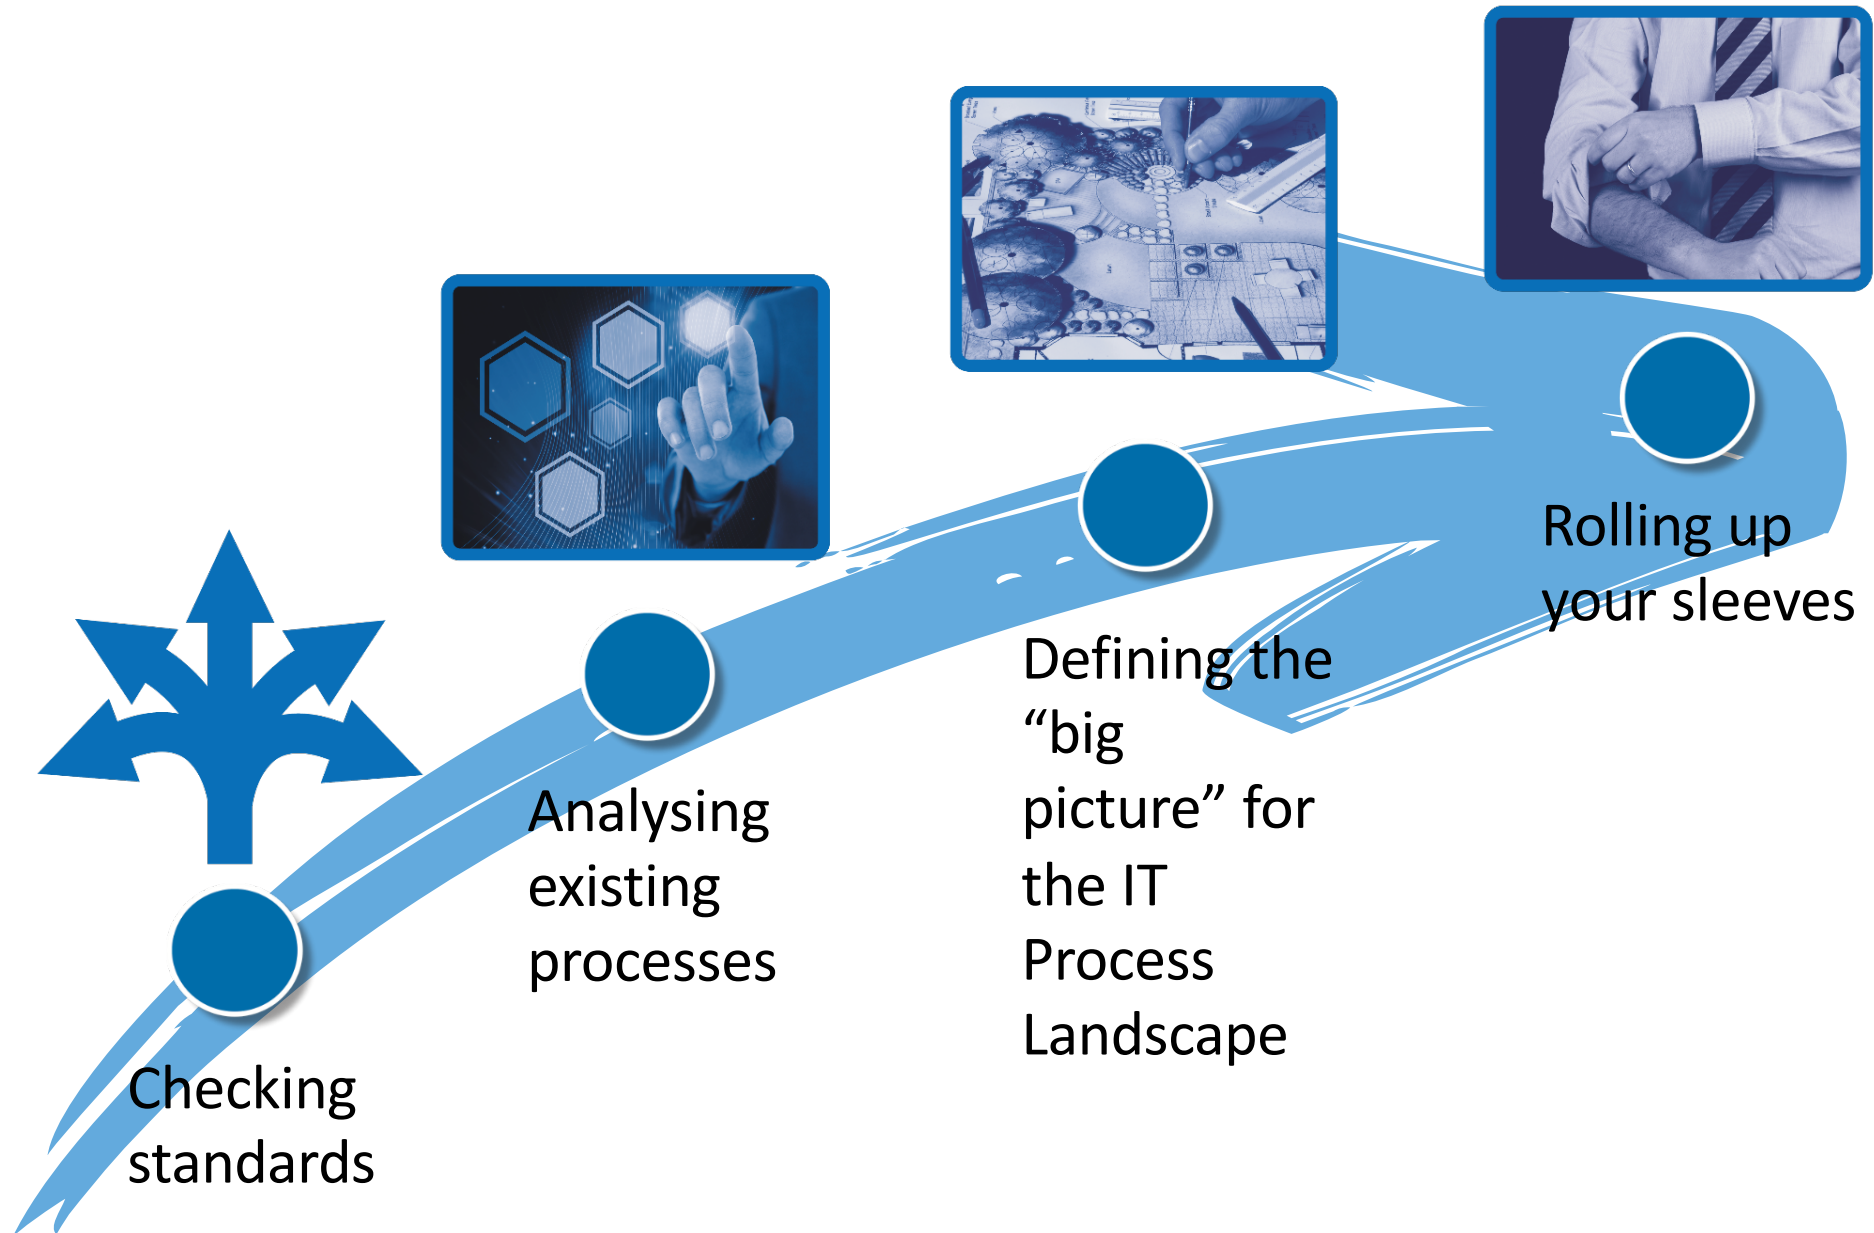 Checking
standards
Analysing
existing
processes
Defining the
“big
picture” for
the IT
Process
Landscape
Rolling up
your sleeves